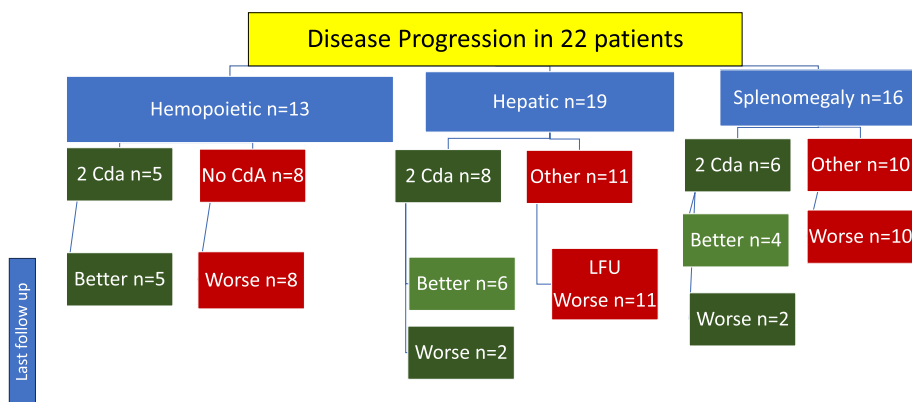 Disease Progression in 22 patients
Hemopoietic n=13
Hepatic n=19
Splenomegaly n=16
2 Cda n=5
No CdA n=8
2 Cda n=8
Other n=11
2 Cda n=6
Other n=10
Better n=5
Worse n=8
Better n=6
LFU
Worse n=11
Better n=4
Worse n=10
Worse n=2
Worse n=2
Last follow up